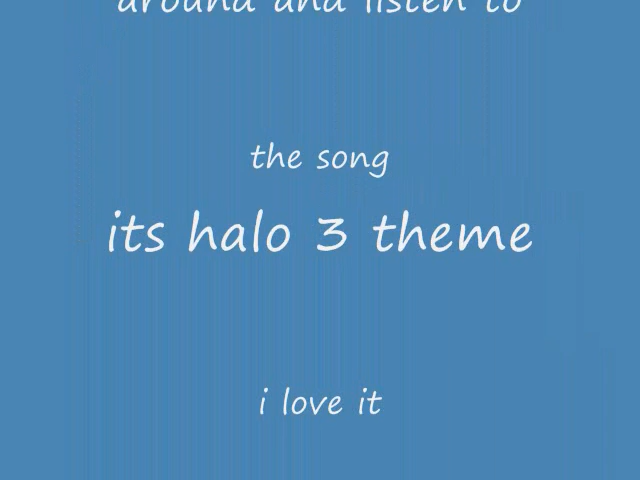 around and listen to
the song
its halo 3 theme
i love it